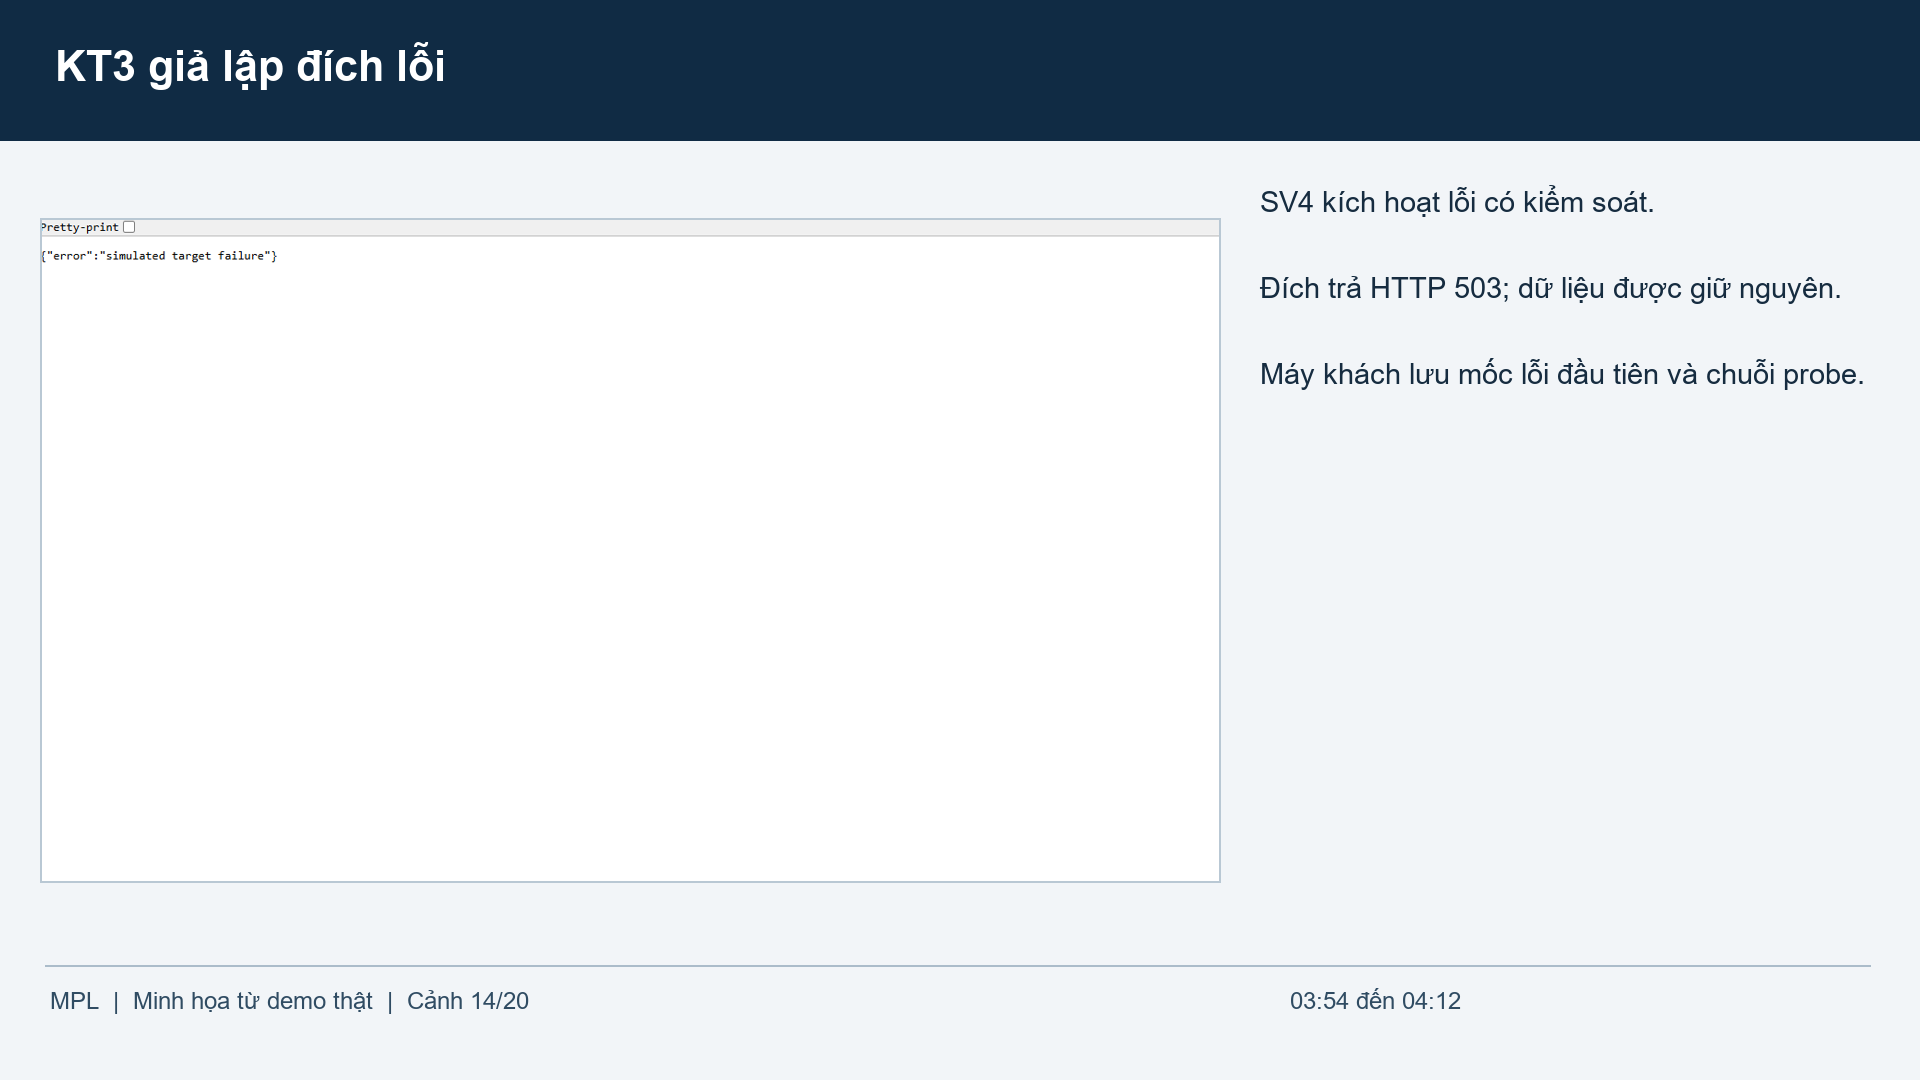 KT3 giả lập đích lỗi
Pretty-print
{"error":"simulated target failure"}
SV4 kích hoạt lỗi có kiểm soát.
Đích trả HTTP 503; dữ liệu được giữ nguyên.
Máy khách lưu mốc lỗi đầu tiên và chuỗi probe.
MPL | Minh họa từ demo thật | Cảnh 14/20
03:54 đến 04:12